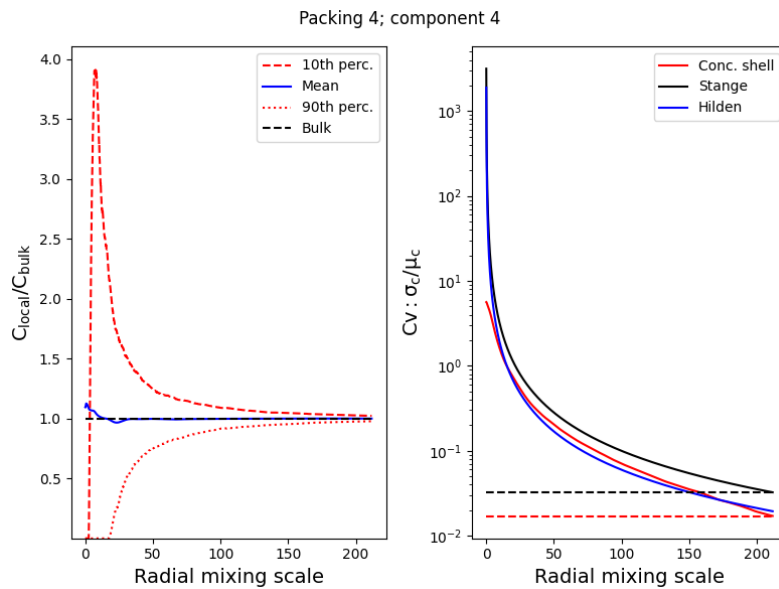 Packing 4; component 4
4.0
3.5
3.0
2.5
2.0
1.5
1.0
0.5
C_local/C_bulk
0 50 100 150 200
Radial mixing scale
10th perc.
Mean
90th perc.
Bulk
10^3
10^2
10^1
10^0
10^-1
10^-2
Cv: σ_c/μ_c
0 50 100 150 200
Radial mixing scale
Conc. shell
Stange
Hilden